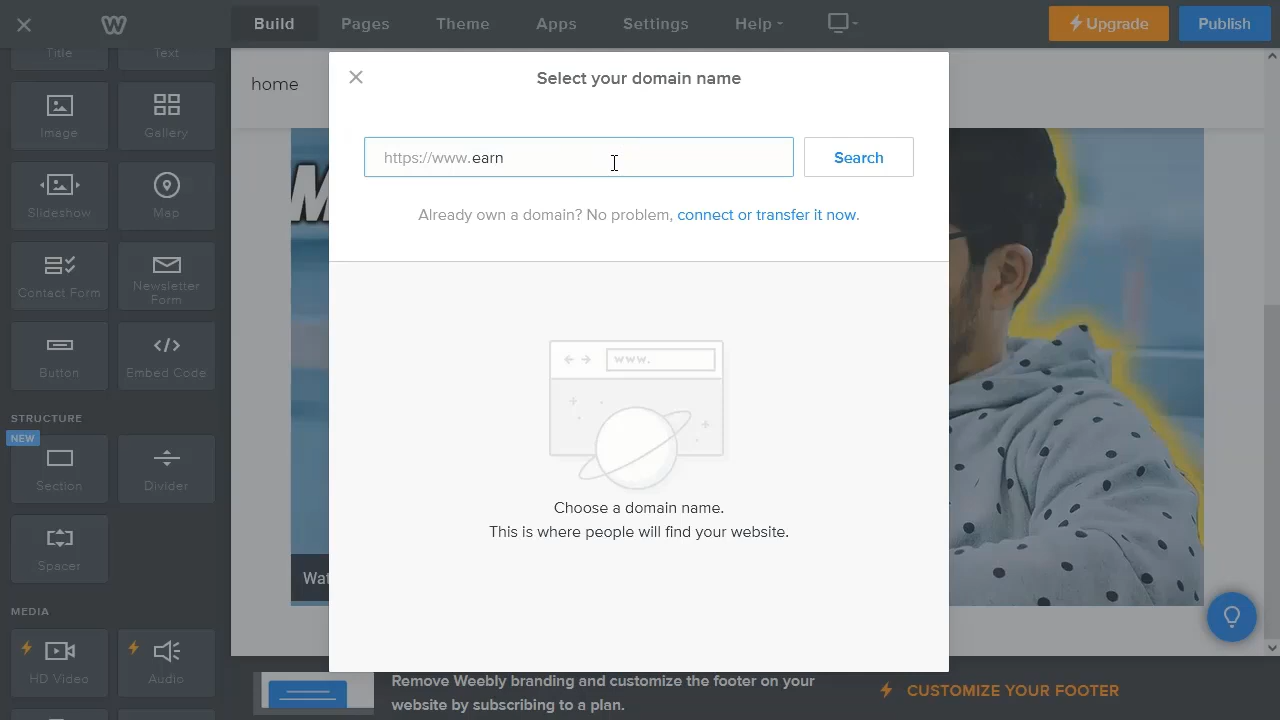 Build
Pages
Theme
Apps
Settings
Help
Upgrade
Publish
Title
Text
Image
Gallery
Slideshow
Map
Contact Form
Newsletter
Form
Button
Embed Code
STRUCTURE
NEW
Section
Divider
Spacer
MEDIA
HD Video
Audio
home
M
Wat
Select your domain name
https://www.earn
Search
Already own a domain? No problem, connect or transfer it now.
www.
Choose a domain name.
This is where people will find your website.
Remove Weebly branding and customize the footer on your
website by subscribing to a plan.
CUSTOMIZE YOUR FOOTER